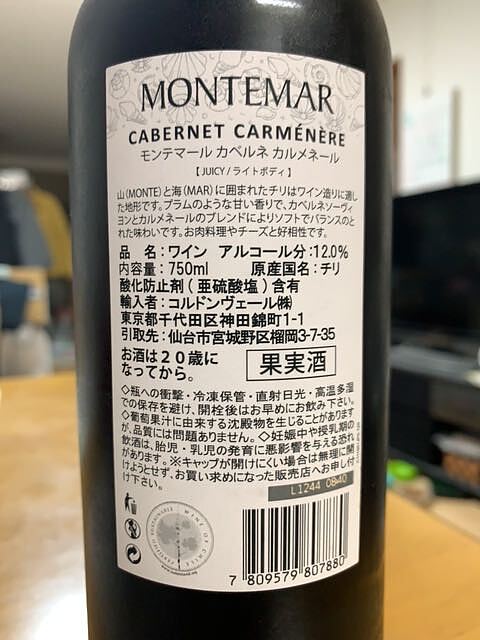 MONTEMAR
CABERNET CARMÉNÈRE
モンテマール カベルネ カルメネール
【 JUICY / ライトボディ 】
山 (MONTE) と海 (MAR) に囲まれたチリはワイン造りに適し
た地形です。プラムのような甘い香りで、カベルネソーヴィ
ヨンとカルメネールのブレンドによりソフトでバランスのと
れた味わいです。お肉料理やチーズと好相性です。
品 名：ワイン アルコール分：12.0%
内容量：750ml 原産国名：チリ
酸化防止剤 ( 亜硫酸塩 ) 含有
輸入者：コルドンヴェール㈱
東京都千代田区神田錦町1-1
引取先：仙台市宮城野区榴岡3-7-35
お酒は２０歳に
なってから。
果実酒
◇瓶への衝撃・冷凍保管・直射日光・高温多湿
での保存を避け、開栓後はお早めにお飲み下さい。
◇葡萄果汁に由来する沈殿物を生じることがあります
が、品質には問題ありません。◇妊娠中や授乳期の
飲酒は、胎児・乳児の発育に悪影響を与える恐れ
があります。※キャップが開けにくい場合は無理に開
けようとせず、お買い求めになった販売店へお申し付
け下さい。
L1244 0840
WINE OF CHILE
CERTIFIED SUSTAINABLE
7 809579 807880